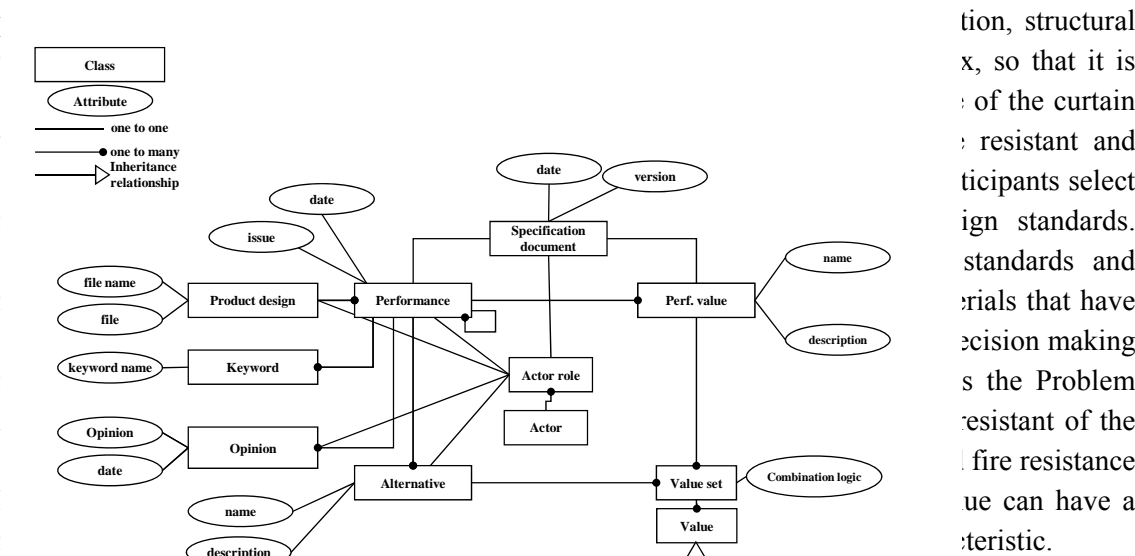 Class
Attribute
one to one
one to many
Inheritance
relationship
date
version
date
issue
Specification
document
name
file name
file
Product design
Performance
Perf. value
description
keyword name
Keyword
Actor role
Actor
Opinion
date
Opinion
Alternative
Value set
Combination logic
name
description
Value
tion, structural
x, so that it is
of the curtain
resistant and
ticipants select
ign standards.
standards and
rials that have
ecision making
s the Problem
resistant of the
fire resistance
ue can have a
teristic.